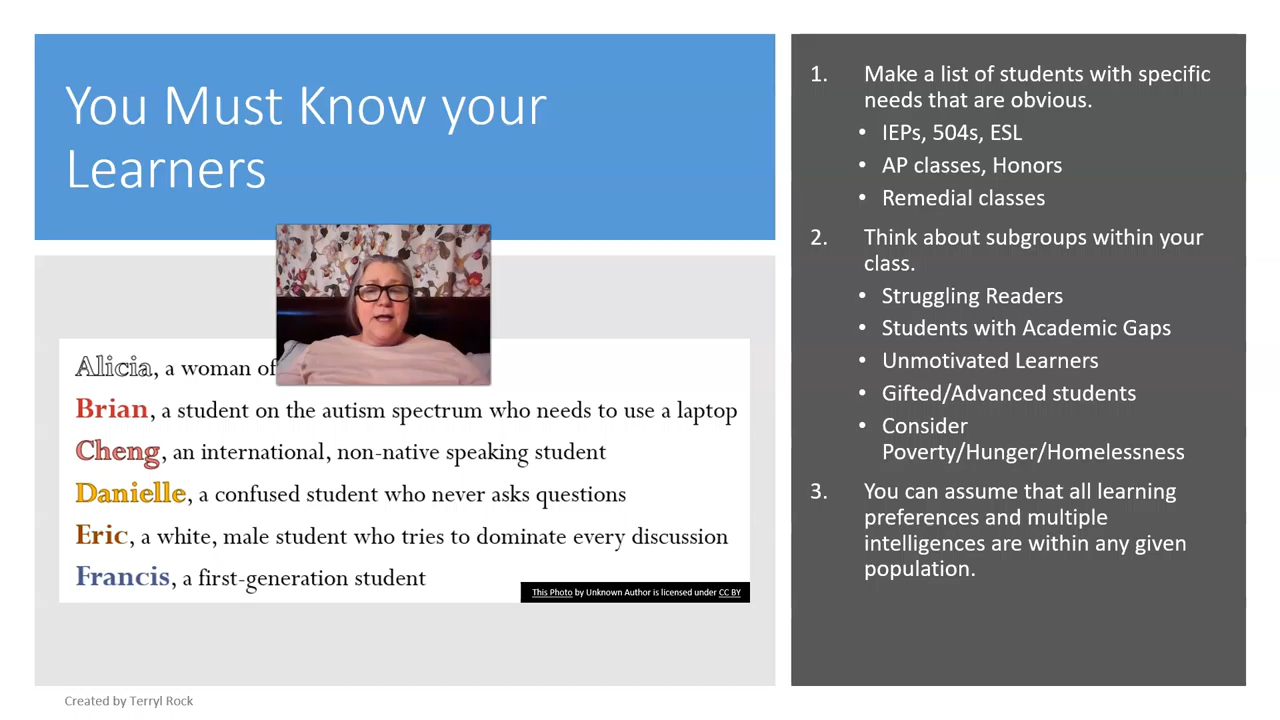 You Must Know your
Learners
Alicia, a woman of
Brian, a student on the autism spectrum who needs to use a laptop
Cheng, an international, non-native speaking student
Danielle, a confused student who never asks questions
Eric, a white, male student who tries to dominate every discussion
Francis, a first-generation student
This Photo by Unknown Author is licensed under CC BY
1. Make a list of students with specific
needs that are obvious.
• IEPs, 504s, ESL
• AP classes, Honors
• Remedial classes
2. Think about subgroups within your
class.
• Struggling Readers
• Students with Academic Gaps
• Unmotivated Learners
• Gifted/Advanced students
• Consider
Poverty/Hunger/Homelessness
3. You can assume that all learning
preferences and multiple
intelligences are within any given
population.
Created by Terryl Rock